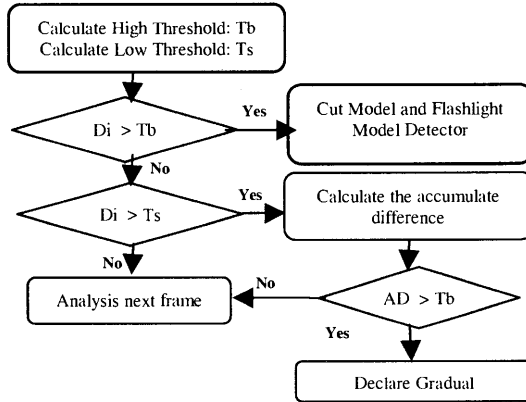 Calculate High Threshold: Tb
Calculate Low Threshold: Ts
Yes
Di > Tb
Cut Model and Flashlight
Model Detector
No
Yes
Di > Ts
Calculate the accumulate
difference
No
Analysis next frame
No
AD > Tb
Yes
Declare Gradual